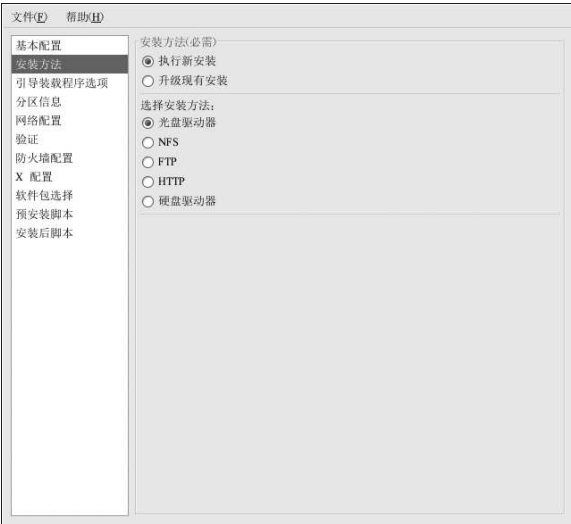 文件(F) 帮助(H)
基本配置
安装方法
引导装载程序选项
分区信息
网络配置
验证
防火墙配置
X 配置
软件包选择
预安装脚本
安装后脚本
安装方法(必需)
执行新安装
升级现有安装
选择安装方法:
光盘驱动器
NFS
FTP
HTTP
硬盘驱动器